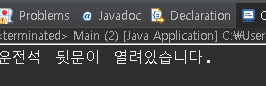 Problems @ Javadoc Declaration
<terminated> Main (2) [Java Application] C:₩User
운전석 뒷문이 열려있습니다.